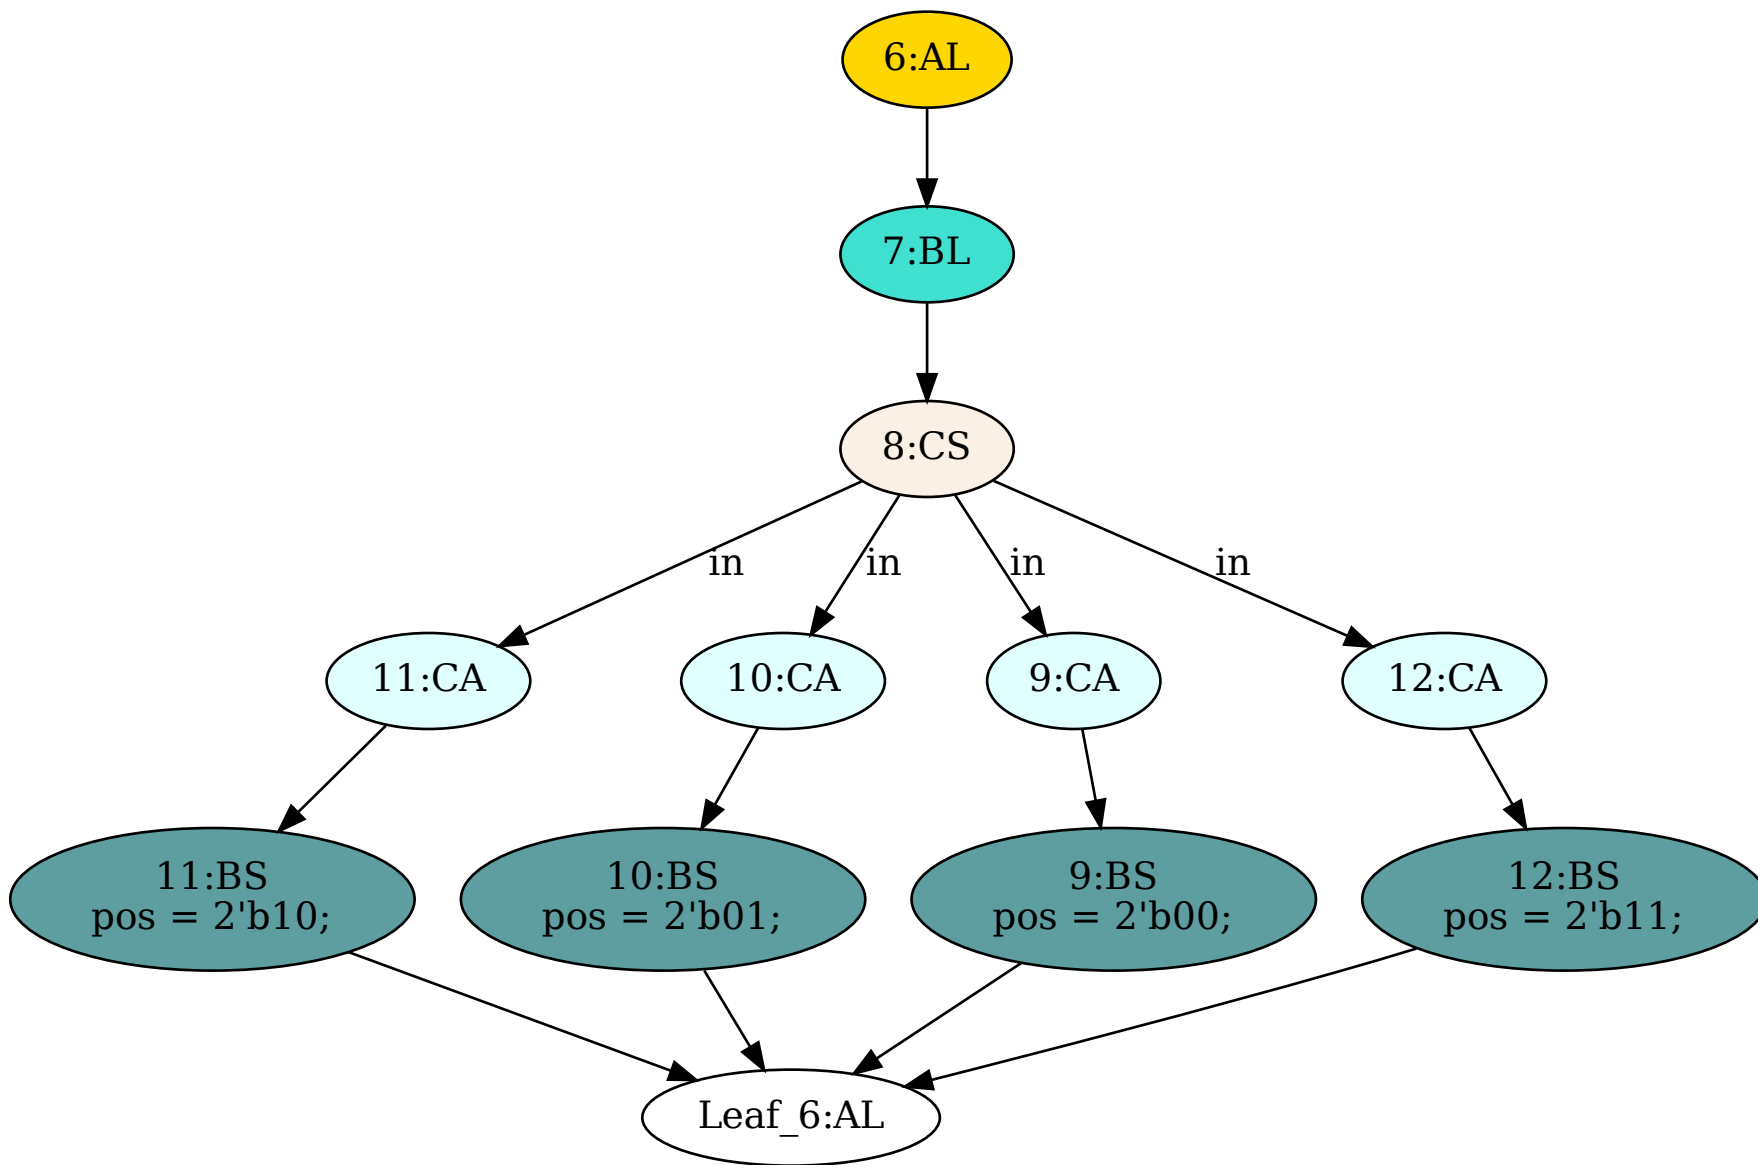 6:AL
7:BL
8:CS
in
in
in
in
11:CA
10:CA
9:CA
12:CA
11:BS
pos = 2'b10;
10:BS
pos = 2'b01;
9:BS
pos = 2'b00;
12:BS
pos = 2'b11;
Leaf_6:AL